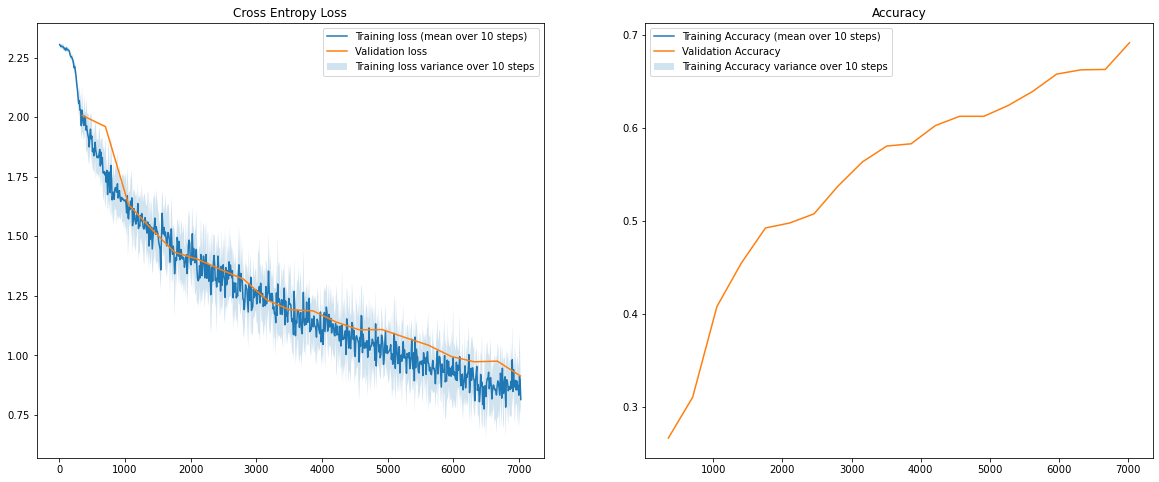 Cross Entropy Loss
Training loss (mean over 10 steps)
Validation loss
Training loss variance over 10 steps
2.25
2.00
1.75
1.50
1.25
1.00
0.75
0 1000 2000 3000 4000 5000 6000 7000
Accuracy
Training Accuracy (mean over 10 steps)
Validation Accuracy
Training Accuracy variance over 10 steps
0.7
0.6
0.5
0.4
0.3
1000 2000 3000 4000 5000 6000 7000